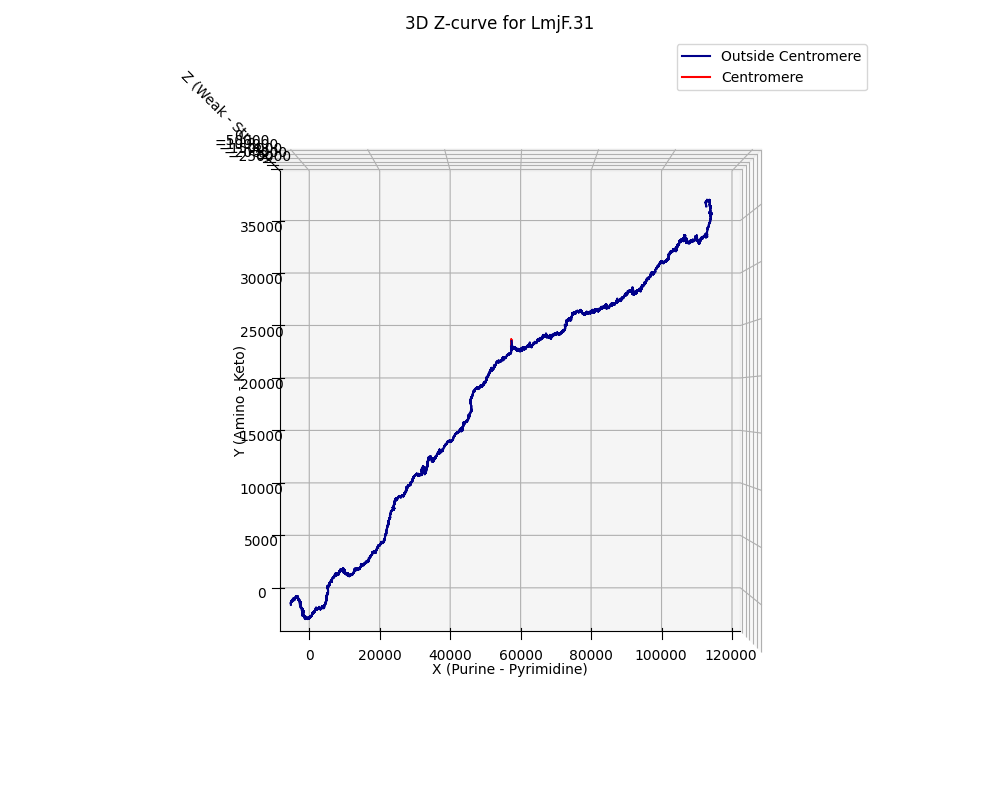 3D Z-curve for LmjF.31
Outside Centromere
Centromere
Z (Weak -
35000
30000
25000
20000
15000
10000
5000
0
Y (Amino - Keto)
0 20000 40000 60000 80000 100000 120000
X (Purine - Pyrimidine)